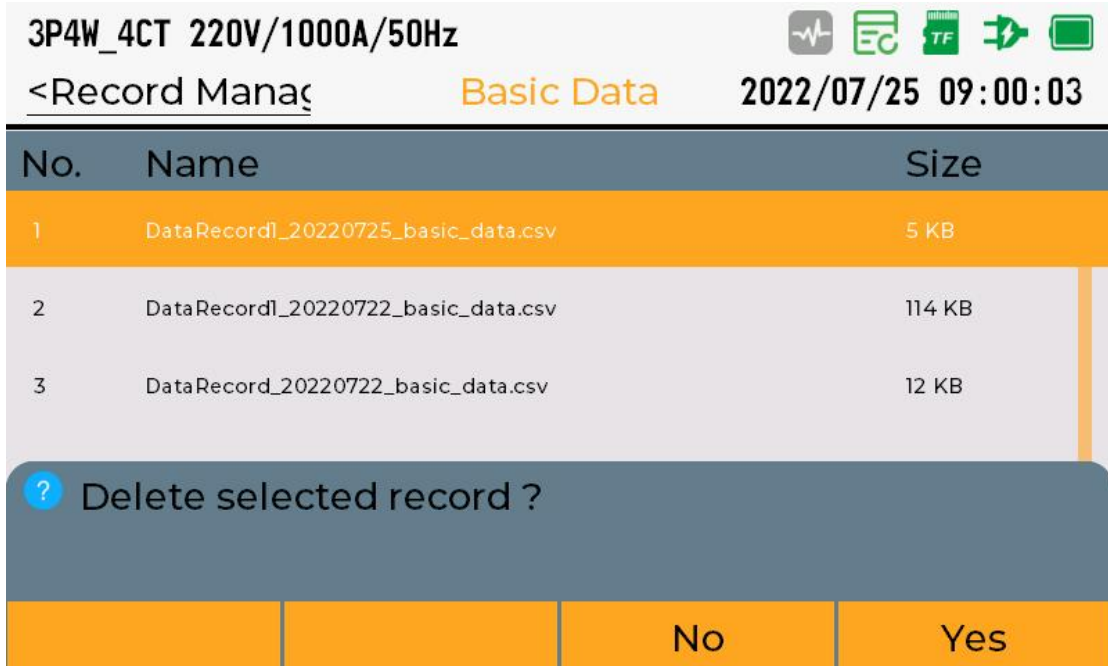 3P4W_4CT 220V/1000A/50Hz TF
<Record Manag Basic Data 2022/07/25 09:00:03
No. Name Size
1 DataRecord1_20220725_basic_data.csv 5 KB
2 DataRecord1_20220722_basic_data.csv 114 KB
3 DataRecord_20220722_basic_data.csv 12 KB
? Delete selected record ?
No Yes